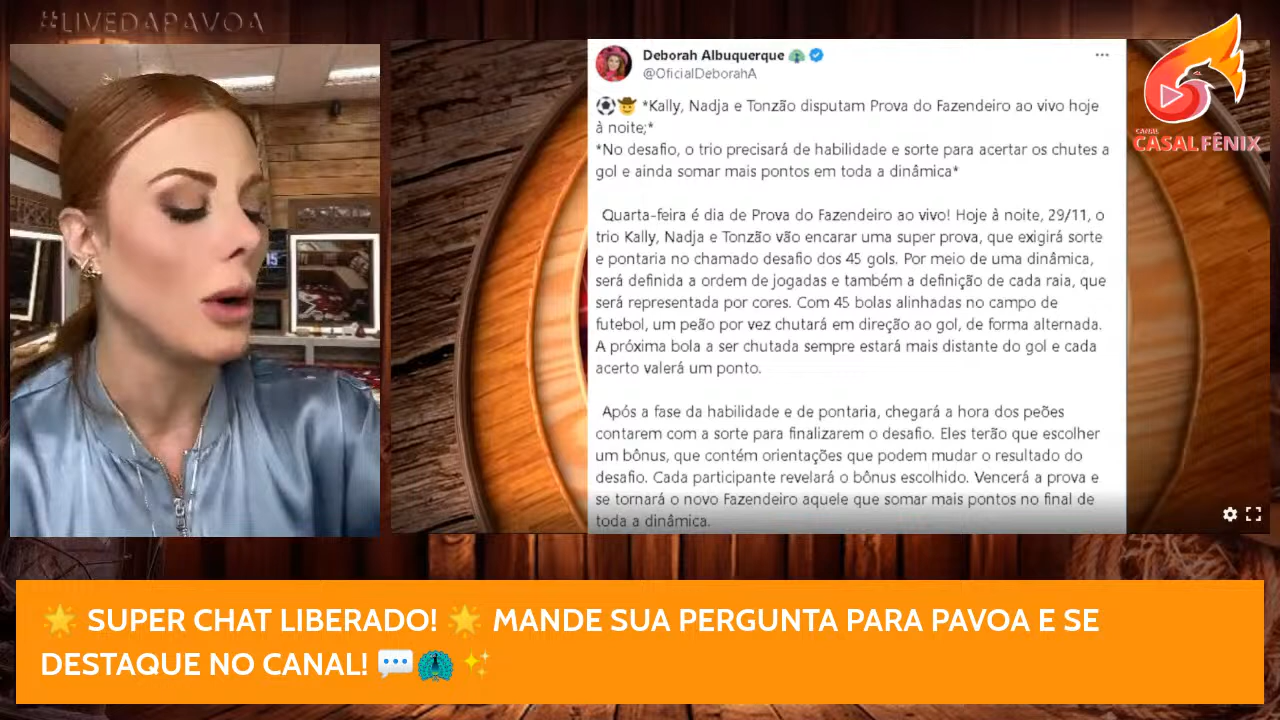 #LIVEDAPAVOA
Deborah Albuquerque
@OficialDeborahA
*Kally, Nadja e Tonzão disputam Prova do Fazendeiro ao vivo hoje
à noite;*
*No desafio, o trio precisará de habilidade e sorte para acertar os chutes a
gol e ainda somar mais pontos em toda a dinâmica*
Quarta-feira é dia de Prova do Fazendeiro ao vivo! Hoje à noite, 29/11, o
trio Kally, Nadja e Tonzão vão encarar uma super prova, que exigirá sorte
e pontaria no chamado desafio dos 45 gols. Por meio de uma dinâmica,
será definida a ordem de jogadas e também a definição de cada raia, que
será representada por cores. Com 45 bolas alinhadas no campo de
futebol, um peão por vez chutará em direção ao gol, de forma alternada.
A próxima bola a ser chutada sempre estará mais distante do gol e cada
acerto valerá um ponto.
Após a fase da habilidade e de pontaria, chegará a hora dos peões
contarem com a sorte para finalizarem o desafio. Eles terão que escolher
um bônus, que contém orientações que podem mudar o resultado do
desafio. Cada participante revelará o bônus escolhido. Vencerá a prova e
se tornará o novo Fazendeiro aquele que somar mais pontos no final de
toda a dinâmica.
CANAL
CASAL FÊNIX
🌟 SUPER CHAT LIBERADO! 🌟 MANDE SUA PERGUNTA PARA PAVOA E SE
DESTAQUE NO CANAL! 💬🦚✨